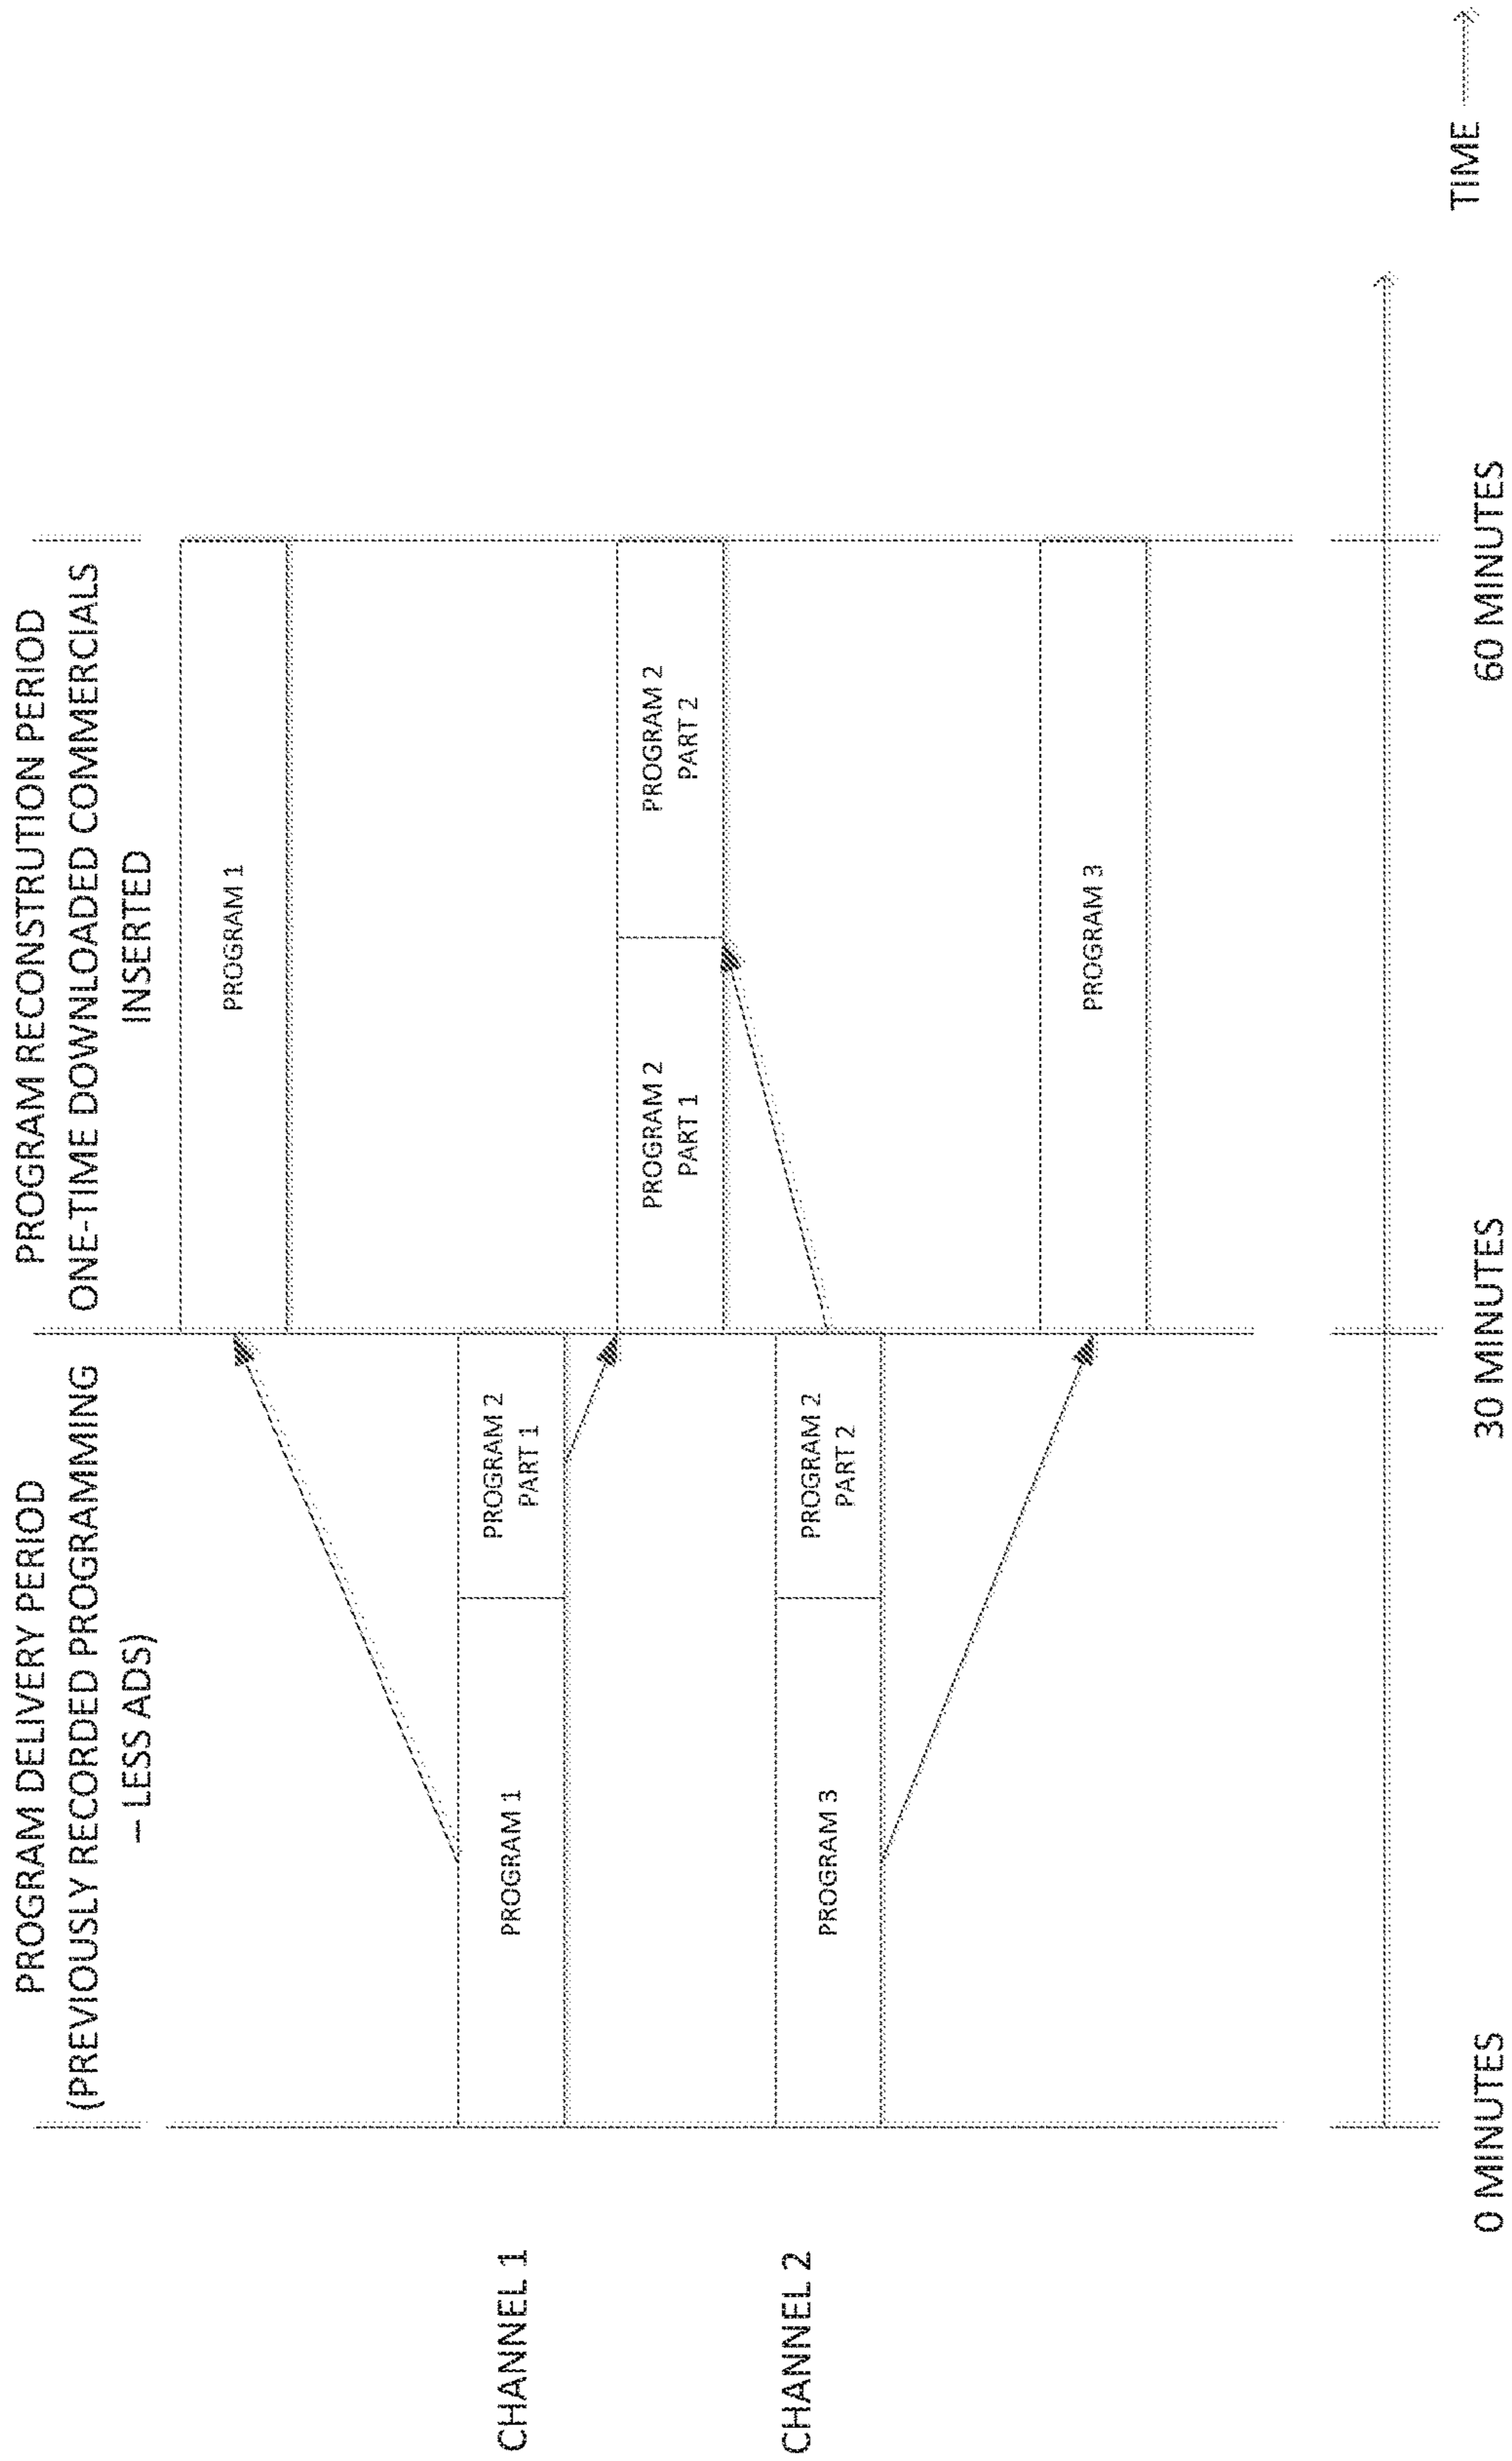 PROGRAM DELIVERY PERIOD
(PREVIOUSLY RECORDED PROGRAMMING
— LESS ADS)
PROGRAM RECONSTRUTION PERIOD
ONE-TIME DOWNLOADED COMMERCIALS
INSERTED
PROGRAM 1
CHANNEL 1
PROGRAM 1
PROGRAM 2
PART 1
PROGRAM 2
PART 1
PROGRAM 2
PART 2
CHANNEL 2
PROGRAM 3
PROGRAM 2
PART 2
PROGRAM 3
TIME
0 MINUTES
30 MINUTES
60 MINUTES